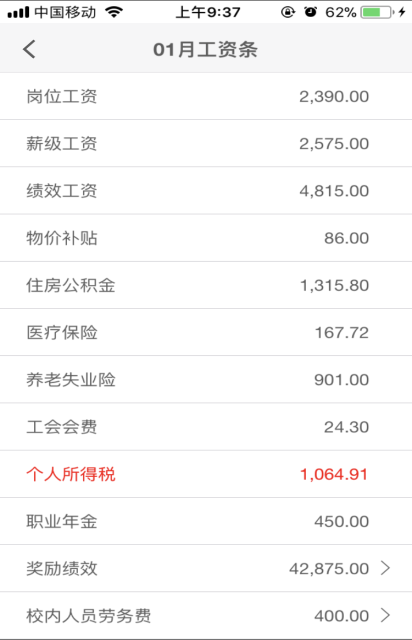 中国移动 上午9:37 62%
01月工资条
岗位工资 2,390.00
薪级工资 2,575.00
绩效工资 4,815.00
物价补贴 86.00
住房公积金 1,315.80
医疗保险 167.72
养老失业险 901.00
工会会费 24.30
个人所得税 1,064.91
职业年金 450.00
奖励绩效 42,875.00
校内人员劳务费 400.00